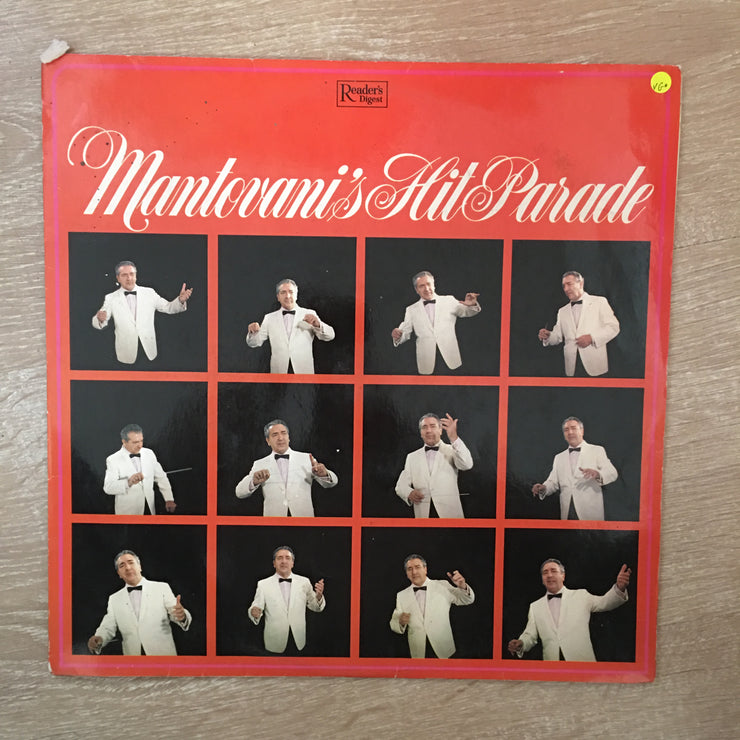 Reader's
Digest
VG+
Mantovani's Hit Parade